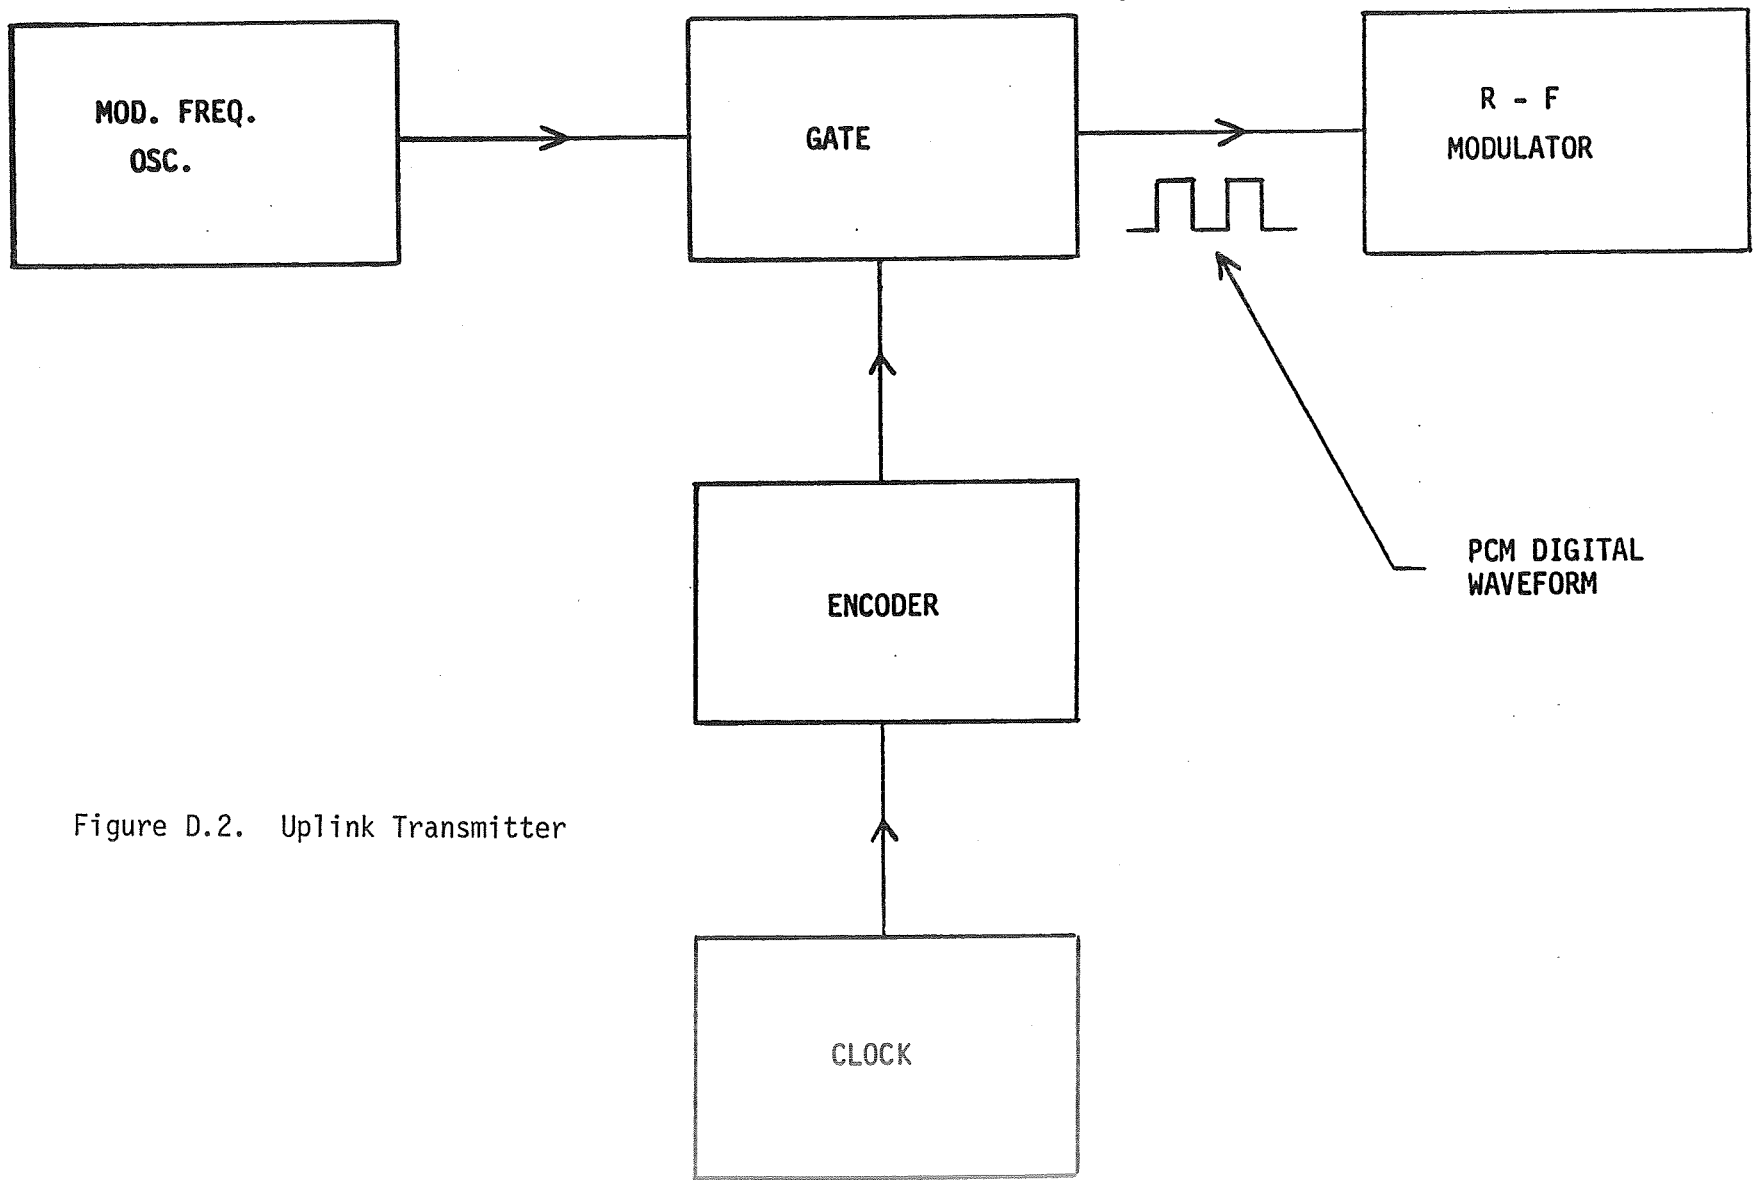 MOD. FREQ.
OSC.
GATE
R - F
MODULATOR
PCM DIGITAL
WAVEFORM
ENCODER
Figure D.2. Uplink Transmitter
CLOCK